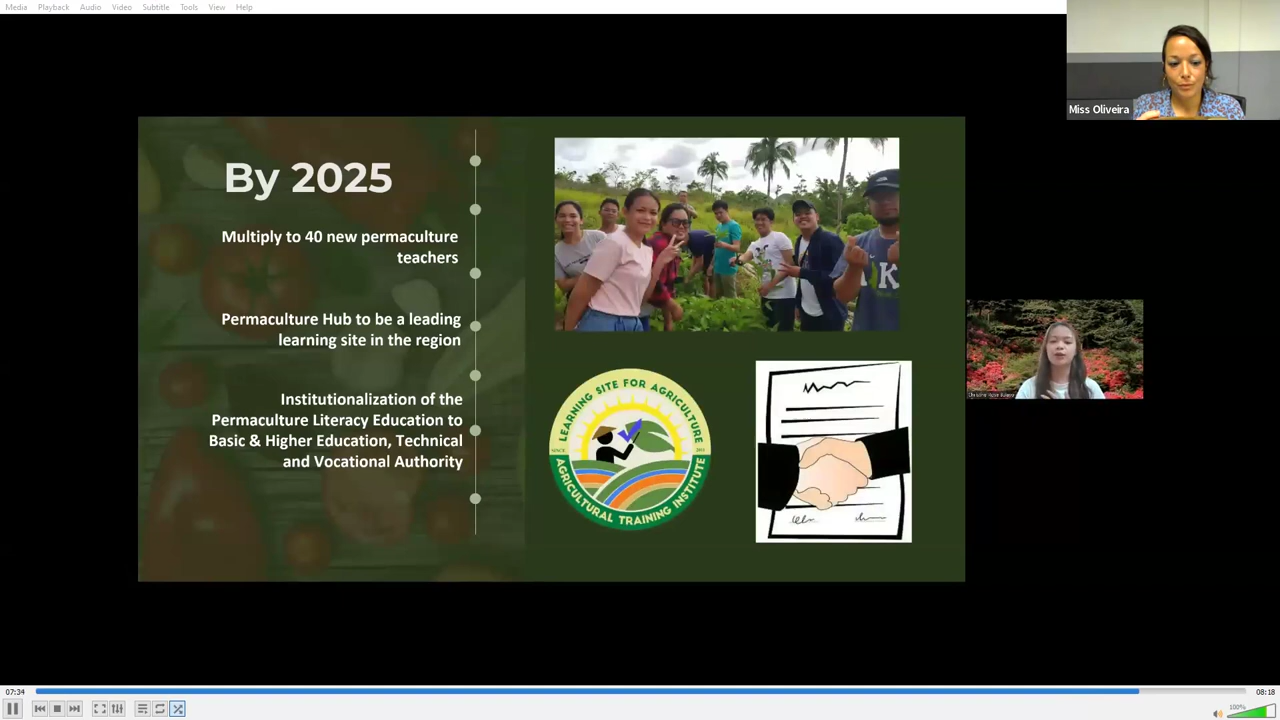 Media Playback Audio Video Subtitle Tools View Help
Miss Oliveira
By 2025
Multiply to 40 new permaculture
teachers
Permaculture Hub to be a leading
learning site in the region
Institutionalization of the
Permaculture Literacy Education to
Basic & Higher Education, Technical
and Vocational Authority
K
LEARNING SITE FOR AGRICULTURE
SINCE
AGRICULTURAL TRAINING INSTITUTE
07:34
08:18
100%